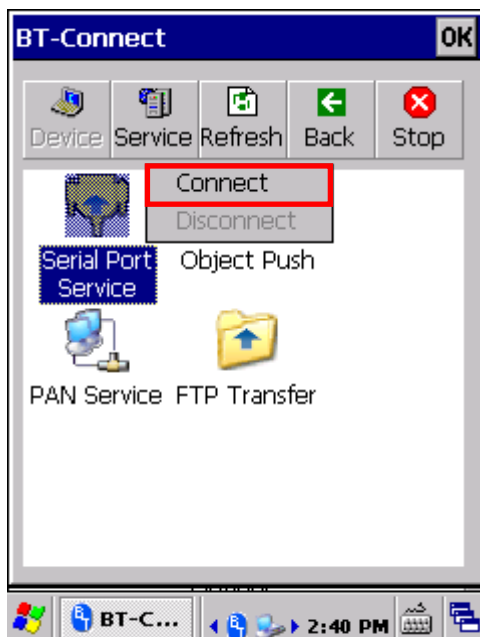 BT-Connect OK
Device Service Refresh Back Stop
Connect
Disconnect
Serial Port Service
Object Push
PAN Service
FTP Transfer
BT-C... 2:40 PM